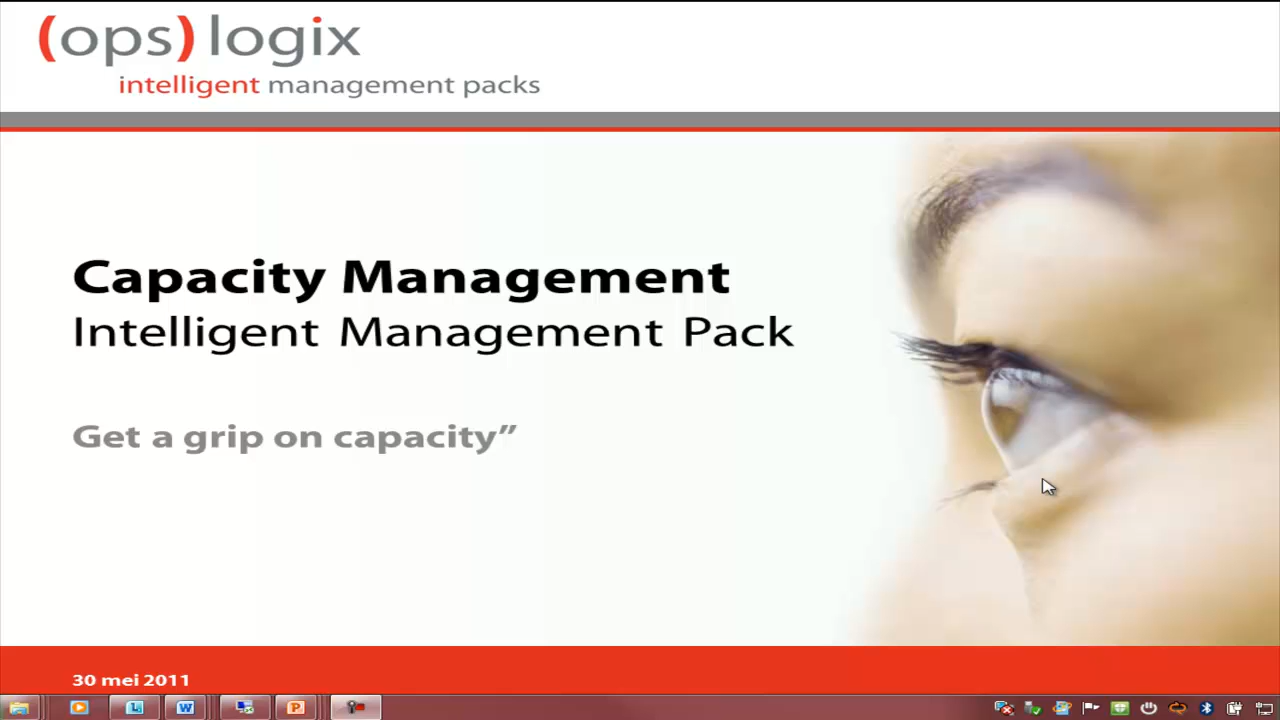 (ops)logix
intelligent management packs
Capacity Management
Intelligent Management Pack
Get a grip on capacity”
30 mei 2011